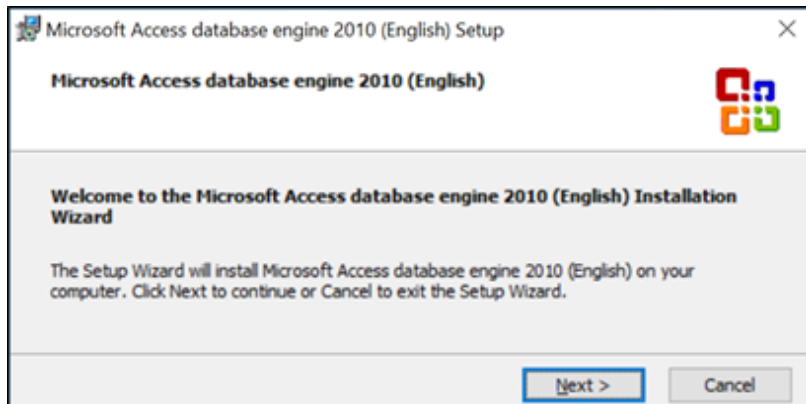 Microsoft Access database engine 2010 (English) Setup
Microsoft Access database engine 2010 (English)
Welcome to the Microsoft Access database engine 2010 (English) Installation
Wizard
The Setup Wizard will install Microsoft Access database engine 2010 (English) on your
computer. Click Next to continue or Cancel to exit the Setup Wizard.
Next >
Cancel